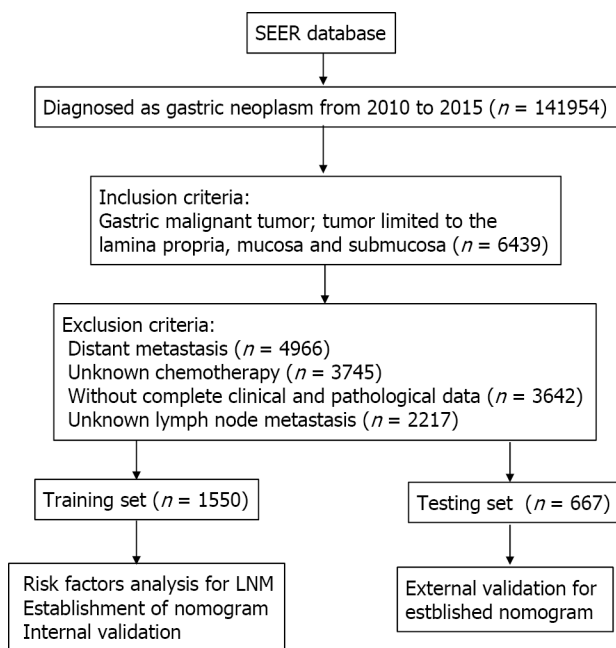 SEER database
Diagnosed as gastric neoplasm from 2010 to 2015 (n = 141954)
Inclusion criteria:
Gastric malignant tumor; tumor limited to the
lamina propria, mucosa and submucosa (n = 6439)
Exclusion criteria:
Distant metastasis (n = 4966)
Unknown chemotherapy (n = 3745)
Without complete clinical and pathological data (n = 3642)
Unknown lymph node metastasis (n = 2217)
Training set (n = 1550)
Testing set (n = 667)
Risk factors analysis for LNM
Establishment of nomogram
Internal validation
External validation for
estblished nomogram